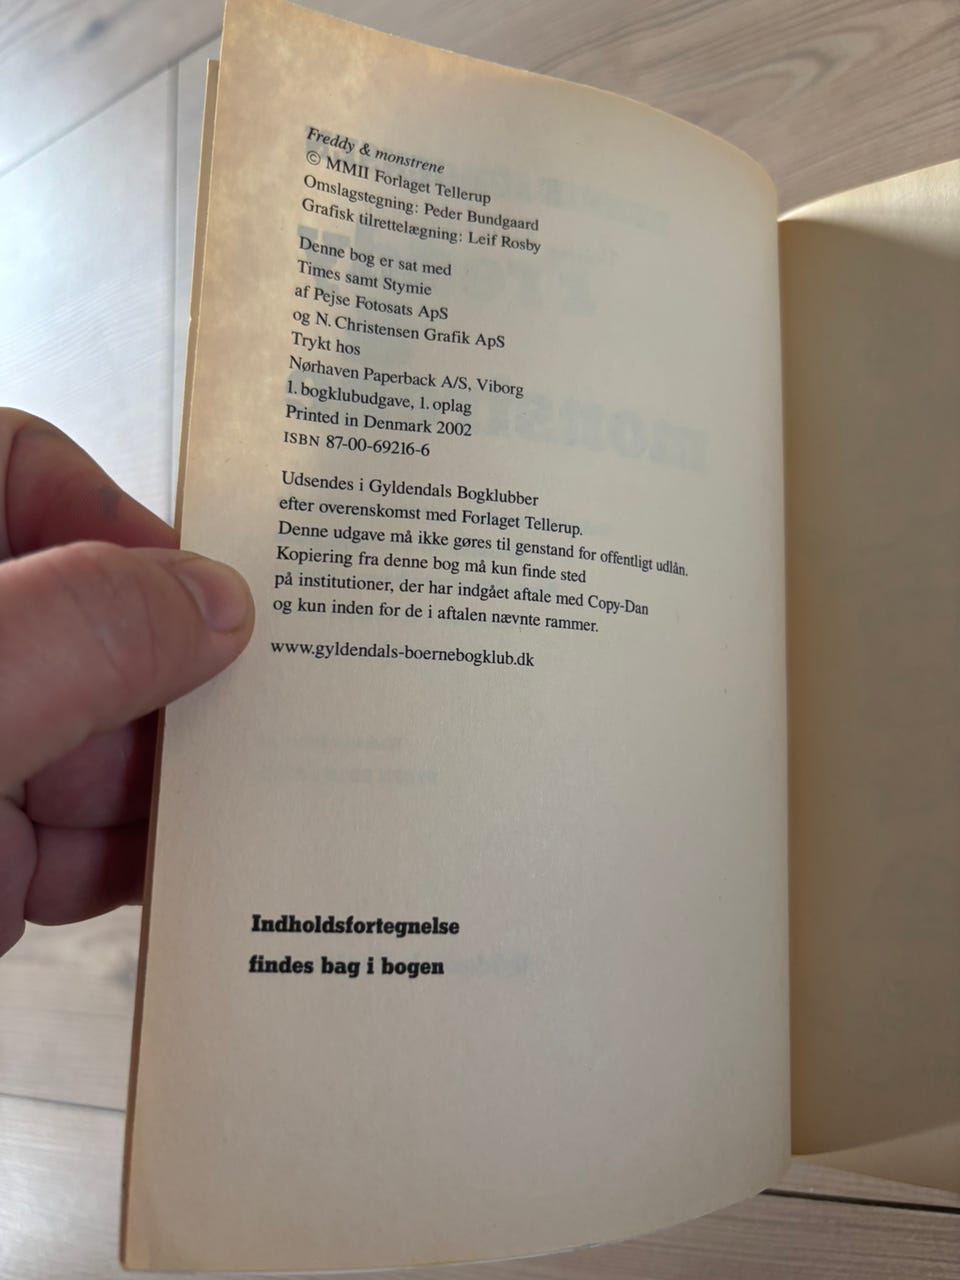 Freddy & monstrene
© MMII Forlaget Tellerup
Omslagstegning: Peder Bundgaard
Grafisk tilrettelægning: Leif Rosby
Denne bog er sat med
Times samt Stymie
af Pejse Fotosats ApS
og N. Christensen Grafik ApS
Trykt hos
Nørhaven Paperback A/S, Viborg
1. bogklubudgave, 1. oplag
Printed in Denmark 2002
ISBN 87-00-69216-6
Udsendes i Gyldendals Bogklubber
efter overenskomst med Forlaget Tellerup.
Denne udgave må ikke gøres til genstand for offentligt udlån.
Kopiering fra denne bog må kun finde sted
på institutioner, der har indgået aftale med Copy-Dan
og kun inden for de i aftalen nævnte rammer.
www.gyldendals-boernebogklub.dk
Indholdsfortegnelse
findes bag i bogen